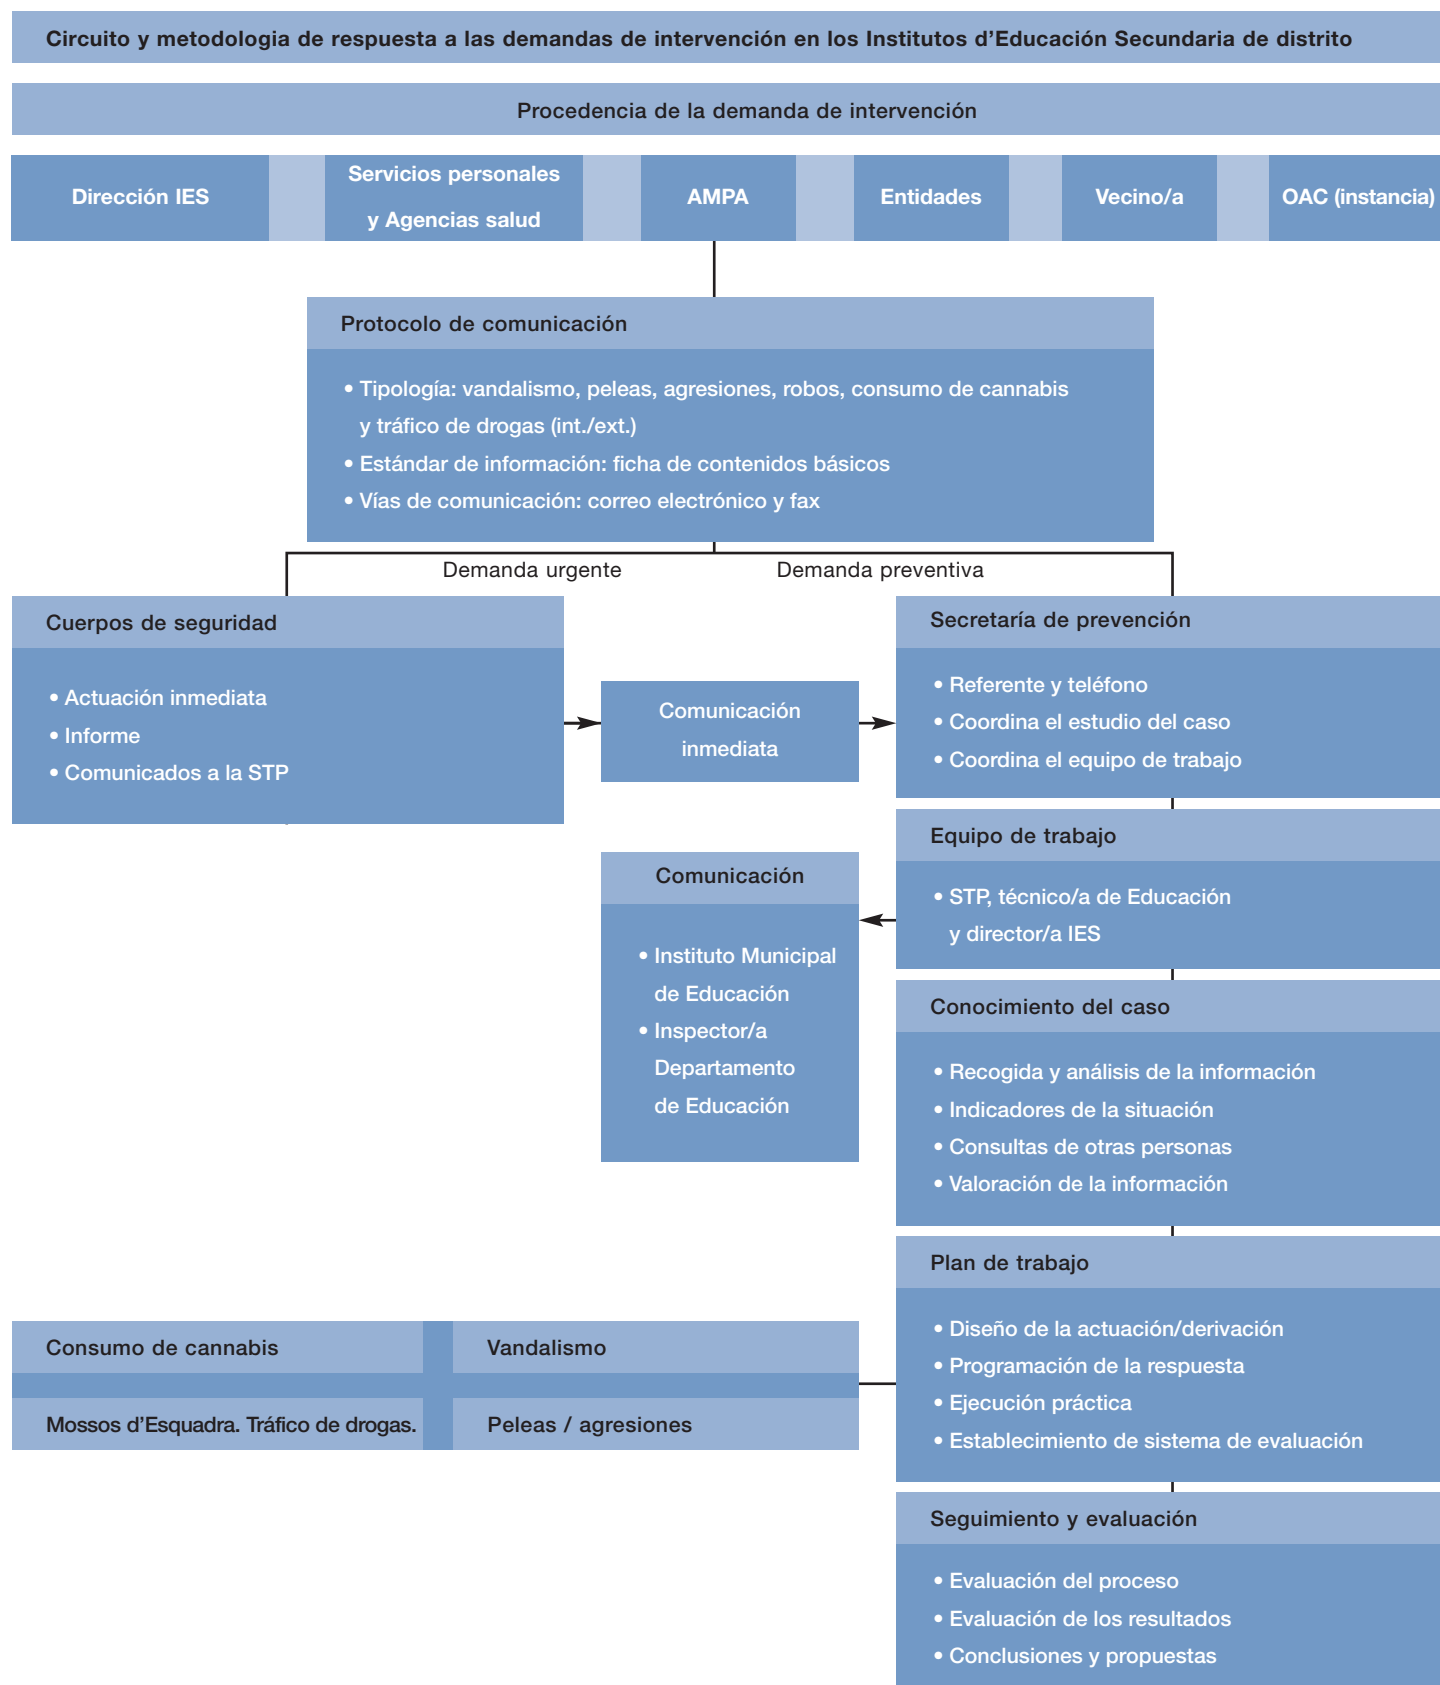 Circuito y metodologia de respuesta a las demandas de intervención en los Institutos d'Educación Secundaria de distrito
Procedencia de la demanda de intervención
Dirección IES
Servicios personales
y Agencias salud
AMPA
Entidades
Vecino/a
OAC (instancia)
Protocolo de comunicación
• Tipología: vandalismo, peleas, agresiones, robos, consumo de cannabis
y tráfico de drogas (int./ext.)
• Estándar de información: ficha de contenidos básicos
• Vías de comunicación: correo electrónico y fax
Demanda urgente
Demanda preventiva
Cuerpos de seguridad
• Actuación inmediata
• Informe
• Comunicados a la STP
Comunicación
inmediata
Secretaría de prevención
• Referente y teléfono
• Coordina el estudio del caso
• Coordina el equipo de trabajo
Equipo de trabajo
• STP, técnico/a de Educación
y director/a IES
Comunicación
• Instituto Municipal
de Educación
• Inspector/a
Departamento
de Educación
Conocimiento del caso
• Recogida y análisis de la información
• Indicadores de la situación
• Consultas de otras personas
• Valoración de la información
Plan de trabajo
• Diseño de la actuación/derivación
• Programación de la respuesta
• Ejecución práctica
• Establecimiento de sistema de evaluación
Consumo de cannabis
Vandalismo
Mossos d'Esquadra. Tráfico de drogas.
Peleas / agresiones
Seguimiento y evaluación
• Evaluación del proceso
• Evaluación de los resultados
• Conclusiones y propuestas